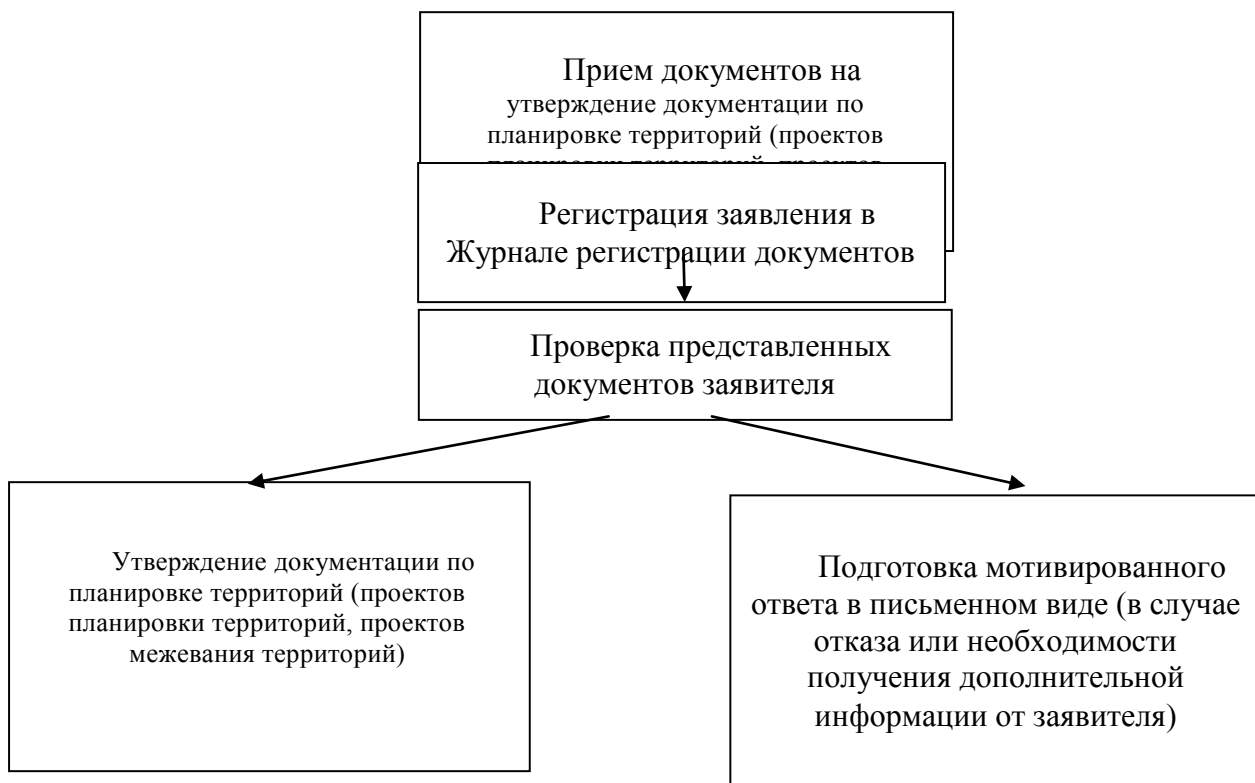 Прием документов на
утверждение документации по
планировке территорий (проектов
Регистрация заявления в
Журнале регистрации документов
Проверка представленных
документов заявителя
Утверждение документации по
планировке территорий (проектов
планировки территорий, проектов
межевания территорий)
Подготовка мотивированного
ответа в письменном виде (в случае
отказа или необходимости
получения дополнительной
информации от заявителя)